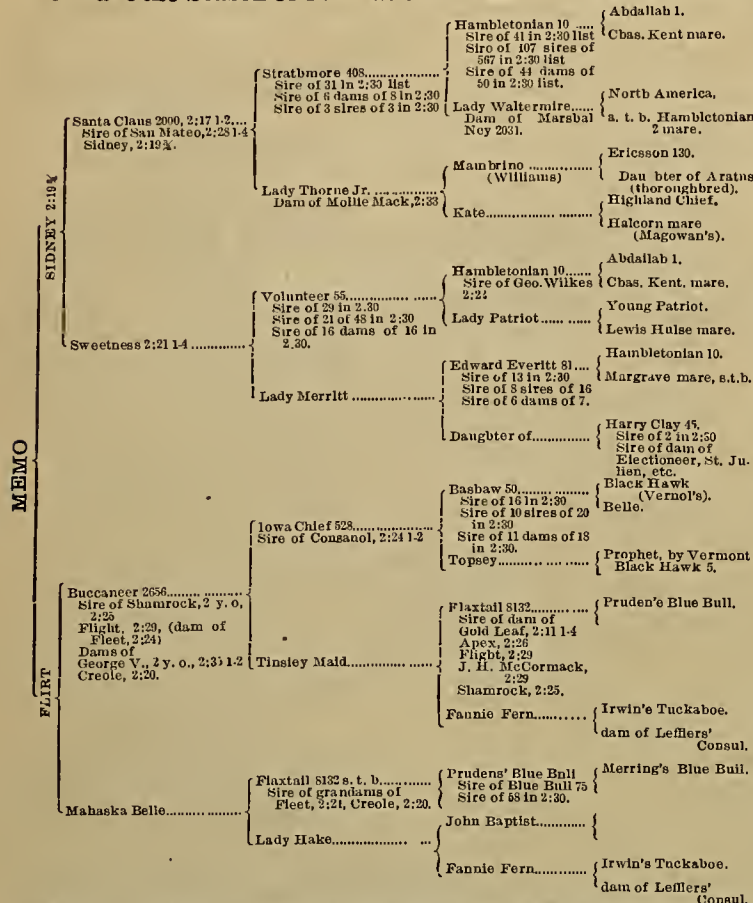 MEMO
SIDNEY 2:19¾
Santa Claus 2000, 2:17 1-2....
Sire of San Mateo, 2;28 1-4
Sidney, 2:19¾.
Strathmore 408....................
Sire of 31 In 2:30 list
Sire of 6 dams of 8 In 2:30
Sire of 3 sires of 3 in 2:30
Hambletonian 10 .....
Sire of 41 in 2:30 list
Siro of 107 sires of
567 in 2:30 list
Sire of 44 dams of
50 in 2:30 list.
Abdallah 1.
Cbas. Kent mare.
Lady Waltermire......
Dam of Marsbal
Ney 2031.
North America,
a. t. b. Hambletonian
2 mare.
Lady Thorne Jr. ...................
Dam of Mollie Mack, 2:33
Mambrino ..............
(Williams)
Ericsson 130.
Dau bter of Aratus
(thoroughbred).
Kate......................
Highland Chief.
Halcorn mare
(Magowan's).
Sweetness 2;21 1-4 .............
Volunteer 55.......................
Sire of 29 in 2.30
Sire of 21 of 48 in 2:30
Sire of 16 dams of 16 in
2.30.
Hambletonian 10.......
Sire of Geo. Wilkes
2:22
Abdallah 1.
Cbas, Kent, mare.
Lady Patriot......
Young Patriot.
Lewis Hulse mare.
Lady Merritt ......................
Edward Everitt 81....
Sire of 13 in 2:30
Sire of 8 sires of 16
Sire of 6 dams of 7.
Hambletonian 10.
Margrave mare, s.t.b.
Daugbter of..............
Harry Clay 45.
Sire of 2 in 2:30
Sire of dam of
Electioneer, St. Ju-
lien, etc.
FLIRT
Buccaneer 2656...................
Sire of Shamrock, 2 y. o,
2:25
Flight, 2:29, (dam of
Fleet, 2;24)
Dams of
George V., 2 y. o., 2;35 1-2
Creole, 2;20.
Iowa Chief 528...................
Sire of Consanol, 2:24 1-2
Basbaw 50................
Sire of 16 In 2:30
Sire of 10 sires of 20
in 2:30
Sire of 11 dams of 18
in 2:30.
Black Hawk
(Vernol's).
Belle.
Topsey....................
Prophet, by Vermont
Black Hawk 5.
Tinsley Maid......................
Flaxtail 8132............
Sire of dam of
Gold Leaf, 2;11 1-4
Apex, 2:26
Fligbt, 2;29
J. H. McCormack,
2;29
Shamrock, 2:25.
Pruden'e Blue Bull.
Fannie Fern...........
Irwin'e Tuckaboe.
dam of Lefflers'
Consul.
Mahaska Belle....................
Flaxtail 8132 s. t. b.............
Sire of grandams of
Fleet, 2;21, Creole, 2:20.
Prudens' Blue Bnll
Sire of Blue Bull 75
Sire of 58 in 2:30.
Merring's Blue Buil.
Lady Hake................... ...
John Baptist............
Fannie Fern............
Irwin's Tnckaboe.
dam of Lefflers'
Consul.